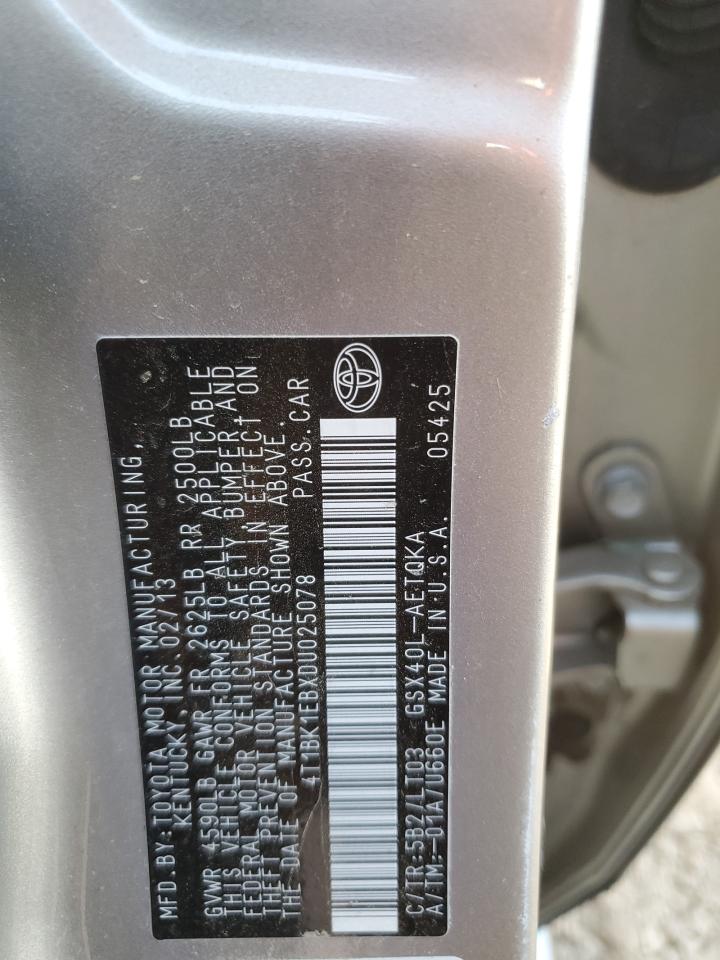 MFD.BY:TOYOTA MOTOR MANUFACTURING,
KENTUCKY, INC. 02/13
GVWR 4590LB GAWR FR 2625LB RR 2500LB
THIS VEHICLE CONFORMS TO ALL APPLICABLE
FEDERAL MOTOR VEHICLE SAFETY,BUMPER,AND
THEFT PREVENTION STANDARDS IN EFFECT ON
THE DATE OF MANUFACTURE SHOWN ABOVE.
4T1BK1EBXDU025078 PASS.CAR
C/TR:5B2/LT03 GSX40L-AETQKA
A/TM:-01A/U660E MADE IN U.S.A. 05425